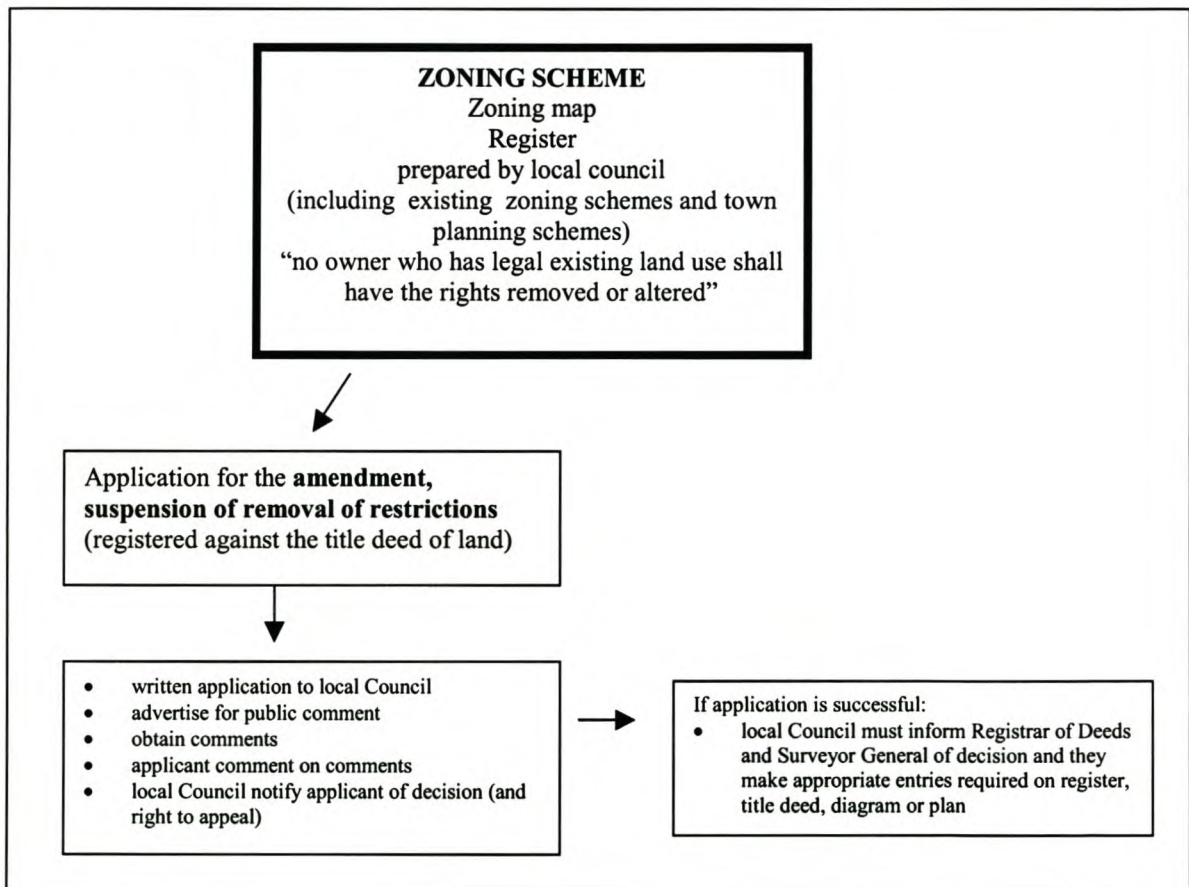 ZONING SCHEME
Zoning map
Register
prepared by local council
(including existing zoning schemes and town
planning schemes)
“no owner who has legal existing land use shall
have the rights removed or altered”
Application for the amendment,
suspension of removal of restrictions
(registered against the title deed of land)
• written application to local Council
• advertise for public comment
• obtain comments
• applicant comment on comments
• local Council notify applicant of decision (and
right to appeal)
If application is successful:
• local Council must inform Registrar of Deeds
and Surveyor General of decision and they
make appropriate entries required on register,
title deed, diagram or plan